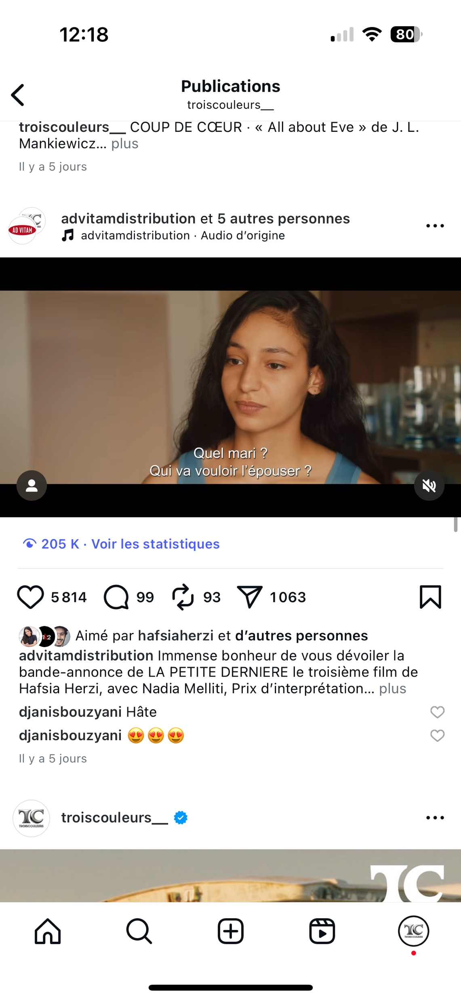 12:18
80
Publications
troiscouleurs__
troiscouleurs__ COUP DE CŒUR · « All about Eve » de J. L.
Mankiewicz... plus
Il y a 5 jours
TC
AD VITAM
advitamdistribution et 5 autres personnes
advitamdistribution · Audio d’origine
Quel mari ?
Qui va vouloir l’épouser ?
205 K · Voir les statistiques
5 814
99
93
1 063
mk2
Aimé par hafsiaherzi et d’autres personnes
advitamdistribution Immense bonheur de vous dévoiler la
bande-annonce de LA PETITE DERNIERE le troisième film de
Hafsia Herzi, avec Nadia Melliti, Prix d’interprétation... plus
djanisbouzyani Hâte
djanisbouzyani 😍😍😍
Il y a 5 jours
TC
TROISCOULEURS
troiscouleurs__
TC
TC
TROISCOULEURS